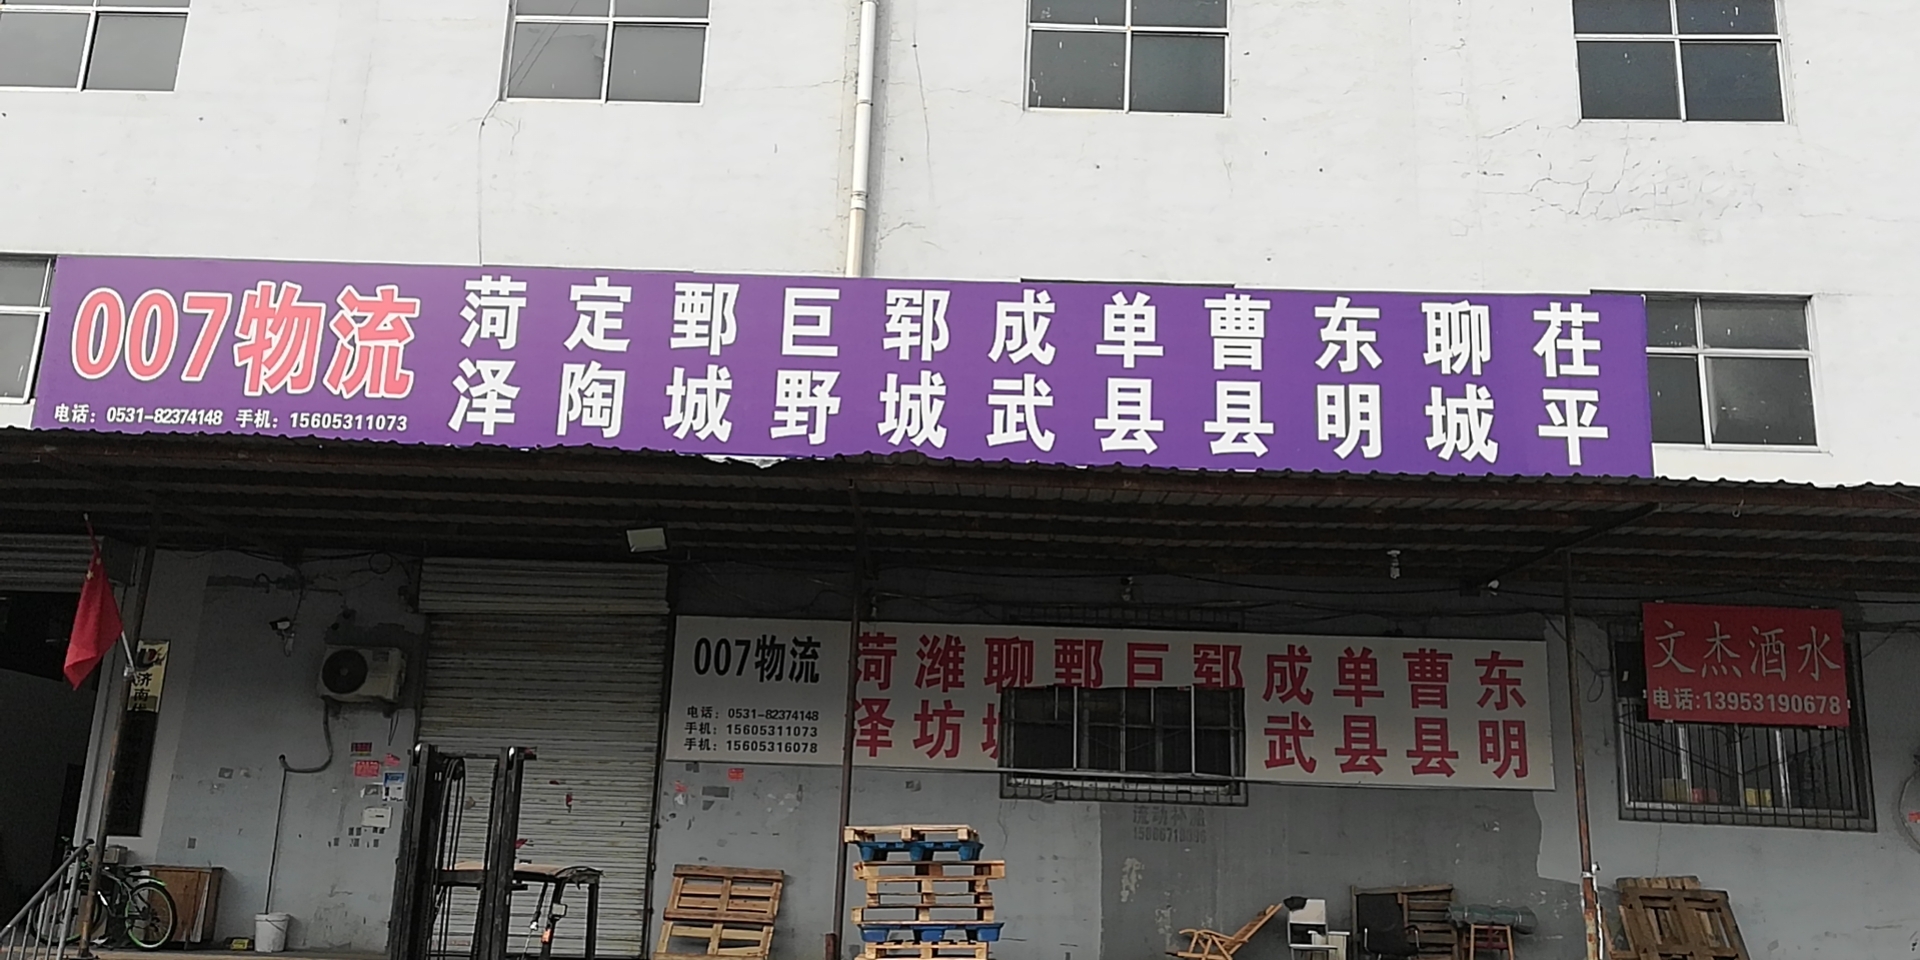 007物流
菏泽 定陶 鄄城 巨野 郓城 成武 单县 曹县 东明 聊城 茌平
电话：0531-82374148 手机：15605311073
007物流
电话：0531-82374148
手机：15605311073
手机：15605316078
菏 潍 聊 鄄 巨 郓 成 单 曹 东
泽 坊 城 武 县 县 明
文杰酒水
电话:13953190678
济南